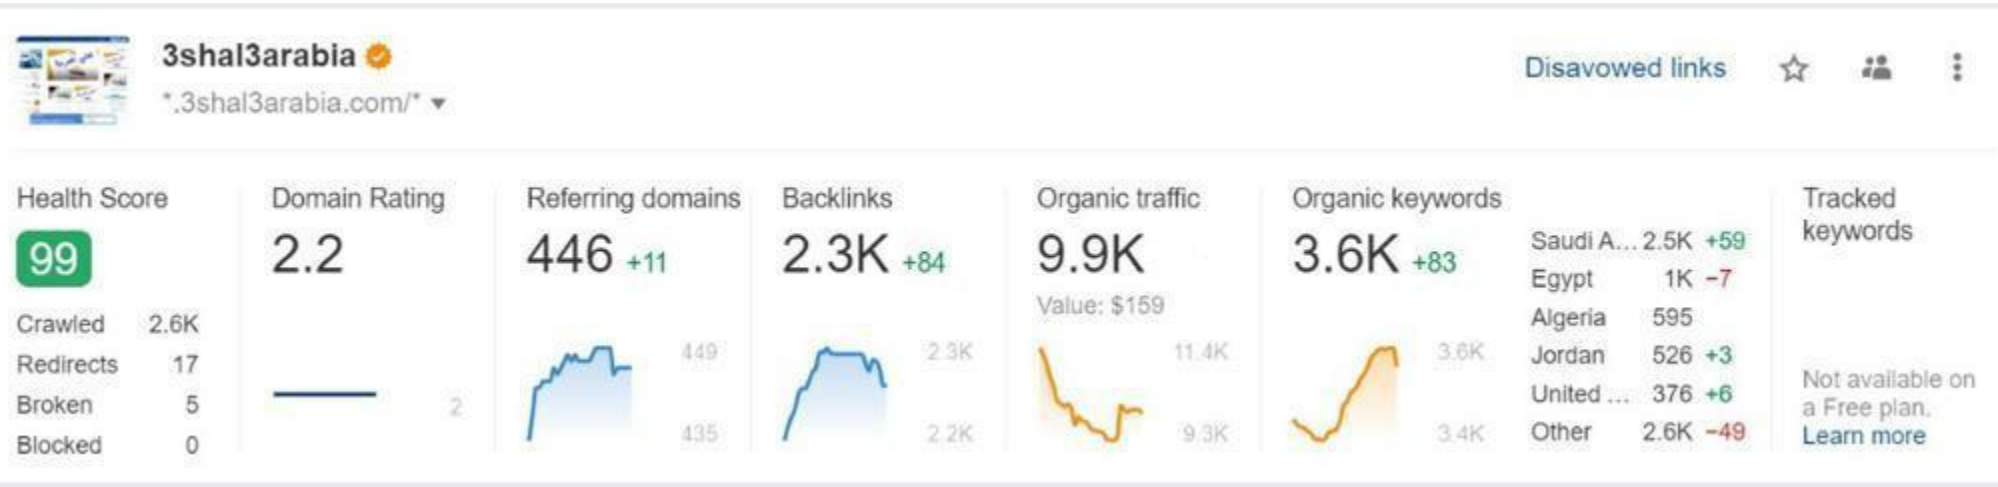 3shal3arabia
*.3shal3arabia.com/*
Disavowed links
Health Score
99
Crawled 2.6K
Redirects 17
Broken 5
Blocked 0
Domain Rating
2.2
2
Referring domains
446 +11
449
435
Backlinks
2.3K +84
2.3K
2.2K
Organic traffic
9.9K
Value: $159
11.4K
9.3K
Organic keywords
3.6K +83
3.6K
3.4K
Saudi A... 2.5K +59
Egypt 1K −7
Algeria 595
Jordan 526 +3
United ... 376 +6
Other 2.6K −49
Tracked
keywords
Not available on
a Free plan.
Learn more